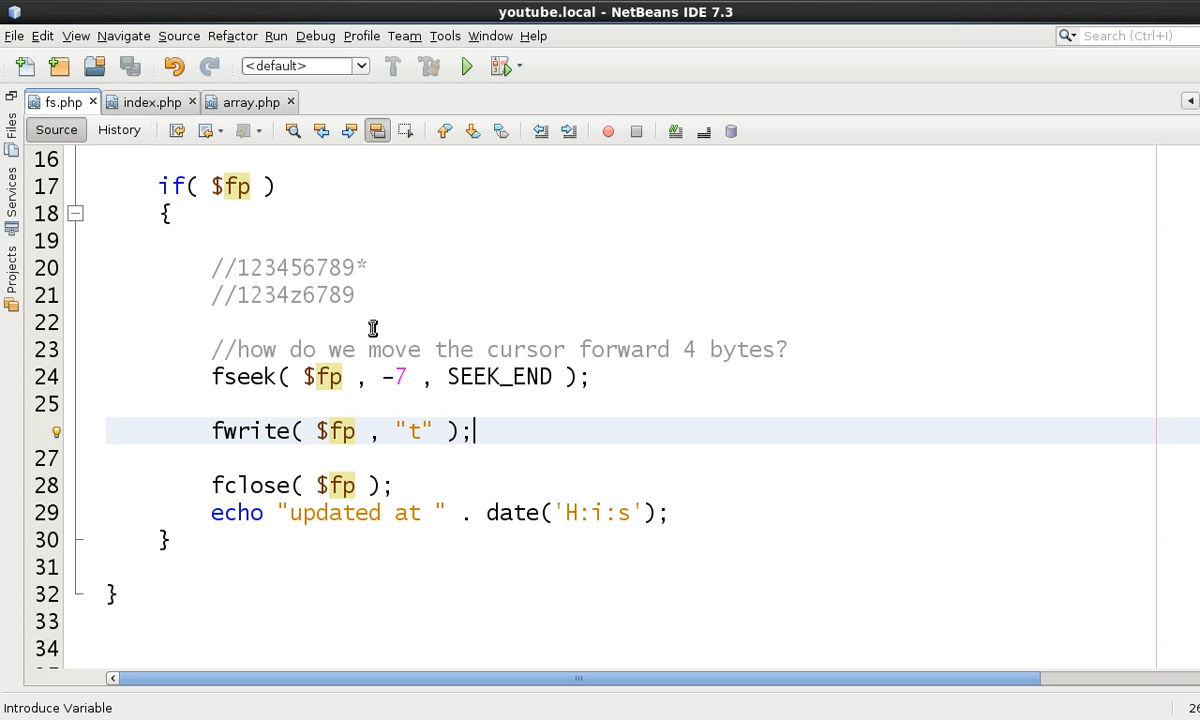 youtube.local - NetBeans IDE 7.3
File Edit View Navigate Source Refactor Run Debug Profile Team Tools Window Help
Search (Ctrl+I)
<default>
fs.php index.php array.php
Source History
Files
Services
Projects
16
17 if( $fp )
18 {
19
20 //123456789*
21 //1234z6789
22
23 //how do we move the cursor forward 4 bytes?
24 fseek( $fp , -7 , SEEK_END );
25
fwrite( $fp , "t" );
27
28 fclose( $fp );
29 echo "updated at " . date('H:i:s');
30 }
31
32 }
33
34
Introduce Variable